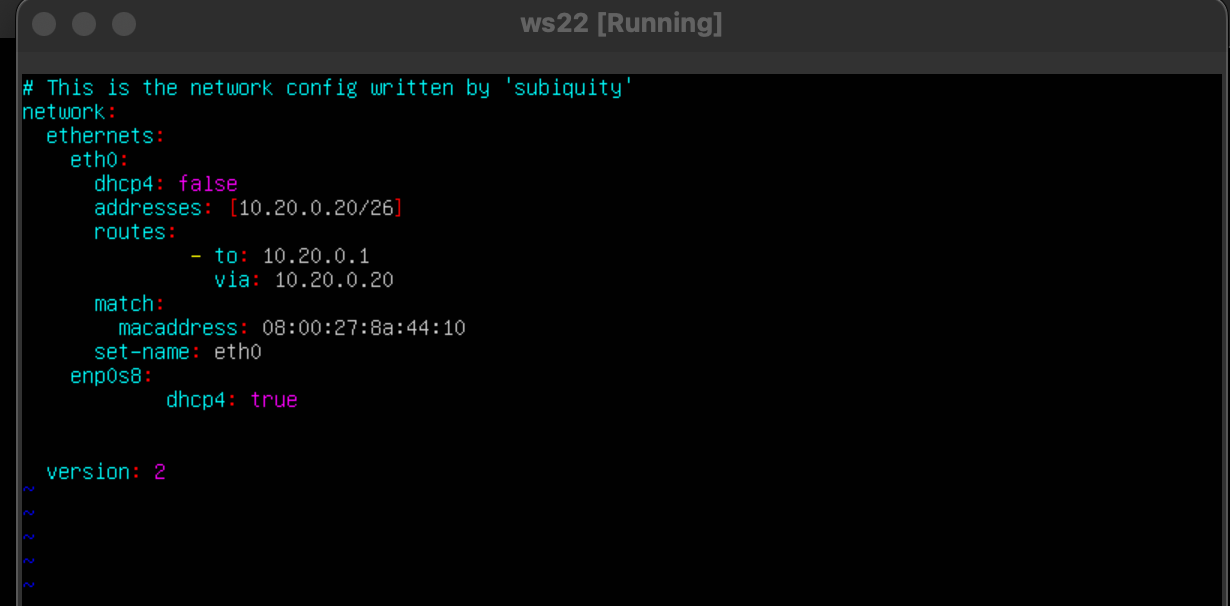 ws22 [Running]
# This is the network config written by 'subiquity'
network:
  ethernets:
    eth0:
      dhcp4: false
      addresses: [10.20.0.20/26]
      routes:
              - to: 10.20.0.1
                via: 10.20.0.20
      match:
        macaddress: 08:00:27:8a:44:10
      set-name: eth0
    enp0s8:
            dhcp4: true
  version: 2
~
~
~
~
~